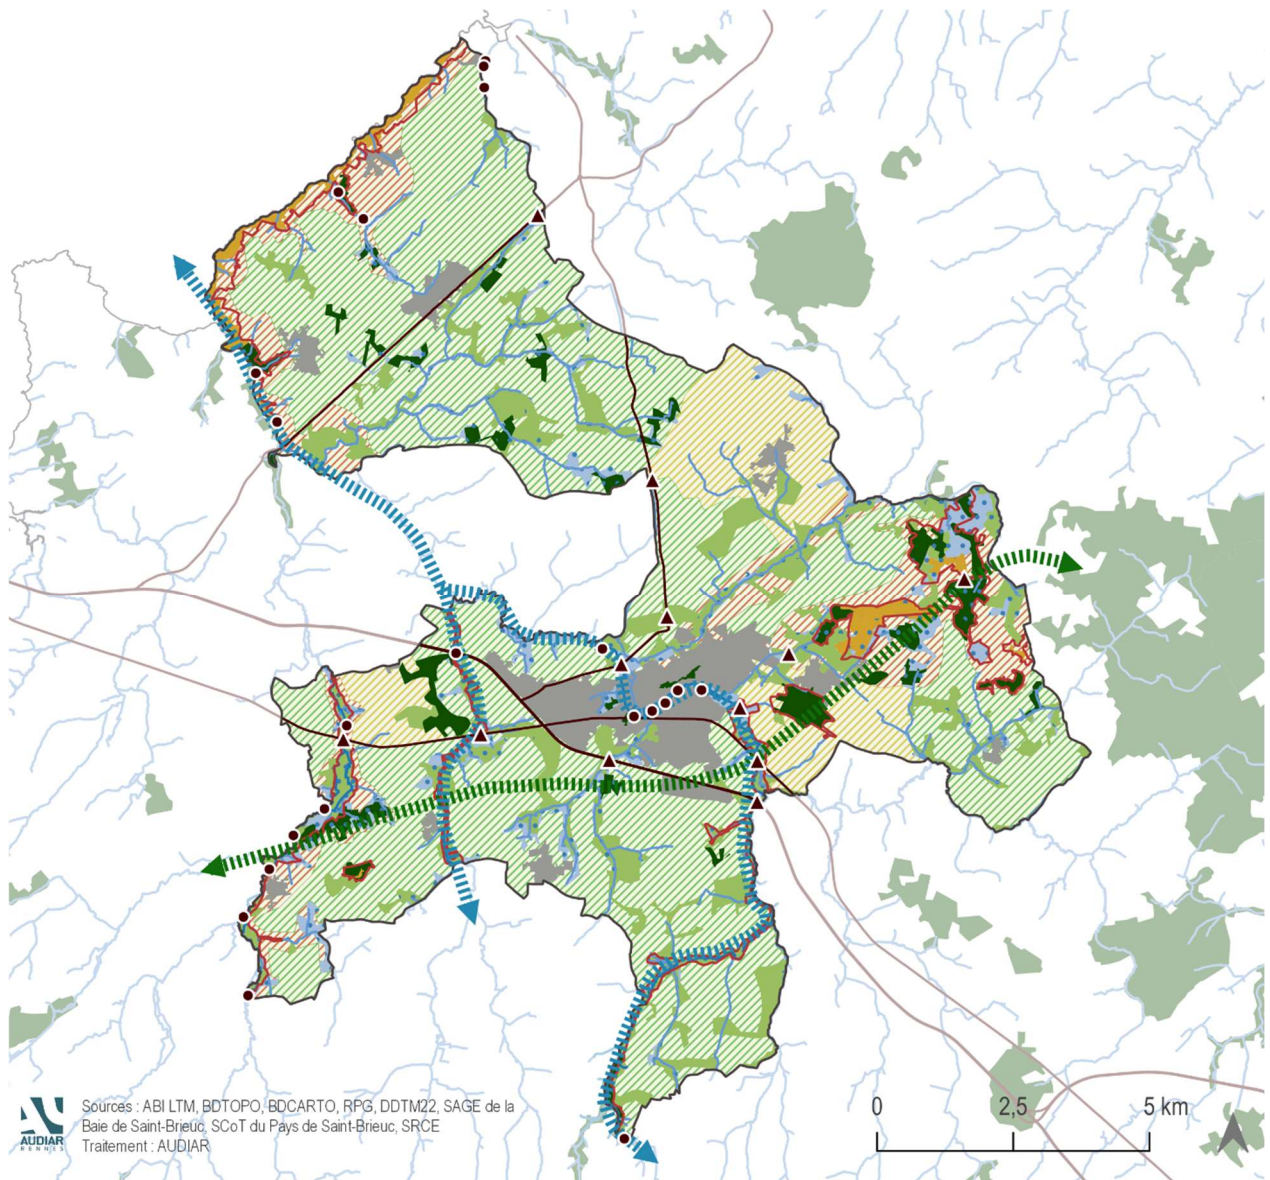 Sources : ABI LTM, BDTOPO, BDCARTO, RPG, DDTM22, SAGE de la
Baie de Saint-Brieuc, SCoT du Pays de Saint-Brieuc, SRCE
Traitement : AUDIAR
AUDIAR
RENNES
0 2,5 5 km